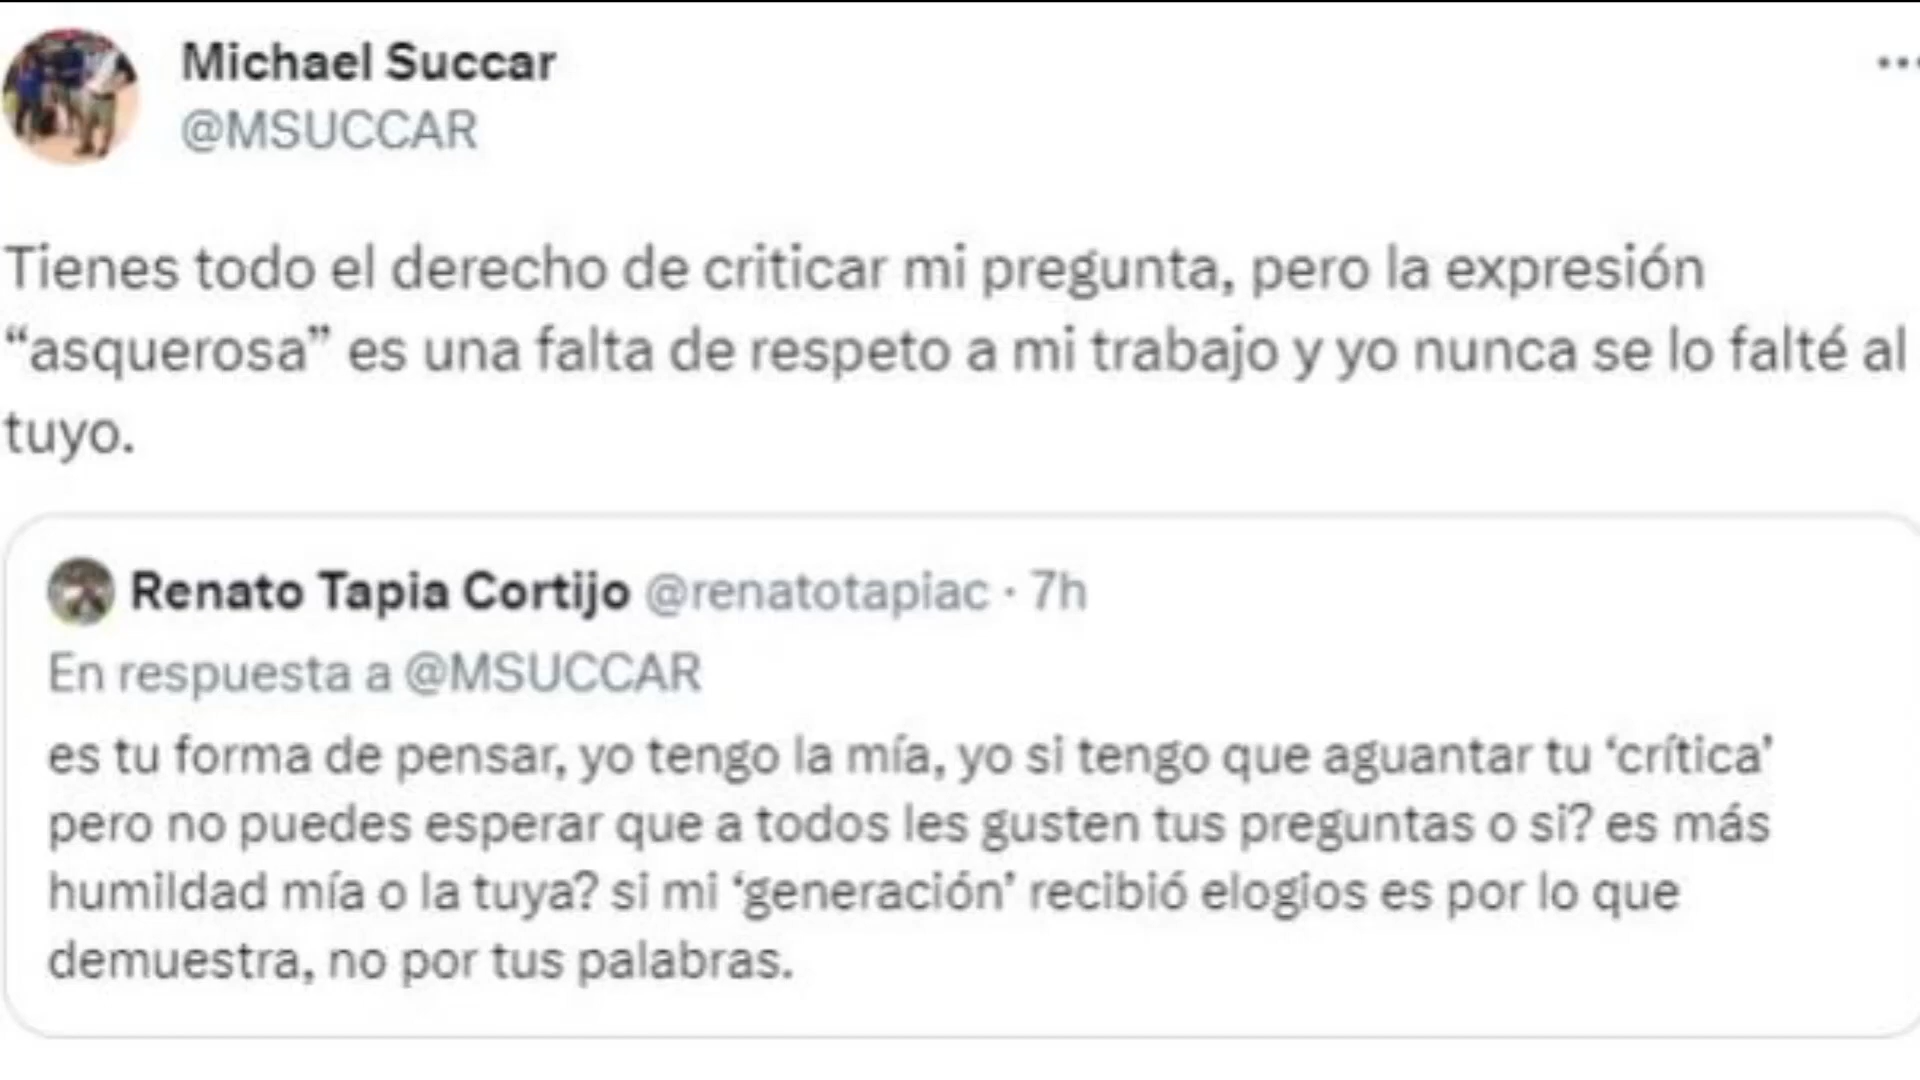 Michael Succar
@MSUCCAR
Tienes todo el derecho de criticar mi pregunta, pero la expresión
“asquerosa” es una falta de respeto a mi trabajo y yo nunca se lo falté al
tuyo.
Renato Tapia Cortijo @renatotapiac · 7h
En respuesta a @MSUCCAR
es tu forma de pensar, yo tengo la mía, yo si tengo que aguantar tu ‘crítica’
pero no puedes esperar que a todos les gusten tus preguntas o si? es más
humildad mía o la tuya? si mi ‘generación’ recibió elogios es por lo que
demuestra, no por tus palabras.